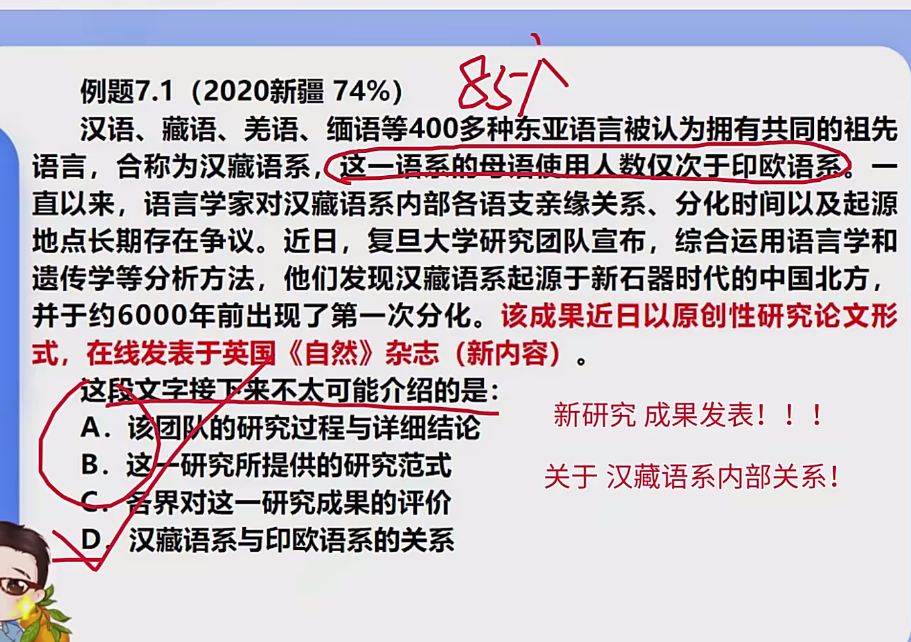 85个
例题7.1（2020新疆 74%）
汉语、藏语、羌语、缅语等400多种东亚语言被认为拥有共同的祖先
语言，合称为汉藏语系，这一语系的母语使用人数仅次于印欧语系。一
直以来，语言学家对汉藏语系内部各语支亲缘关系、分化时间以及起源
地点长期存在争议。近日，复旦大学研究团队宣布，综合运用语言学和
遗传学等分析方法，他们发现汉藏语系起源于新石器时代的中国北方，
并于约6000年前出现了第一次分化。该成果近日以原创性研究论文形
式，在线发表于英国《自然》杂志（新内容）。
这段文字接下来不太可能介绍的是：
A．该团队的研究过程与详细结论
B．这一研究所提供的研究范式
C．各界对这一研究成果的评价
D．汉藏语系与印欧语系的关系
新研究 成果发表！！！
关于 汉藏语系内部关系！